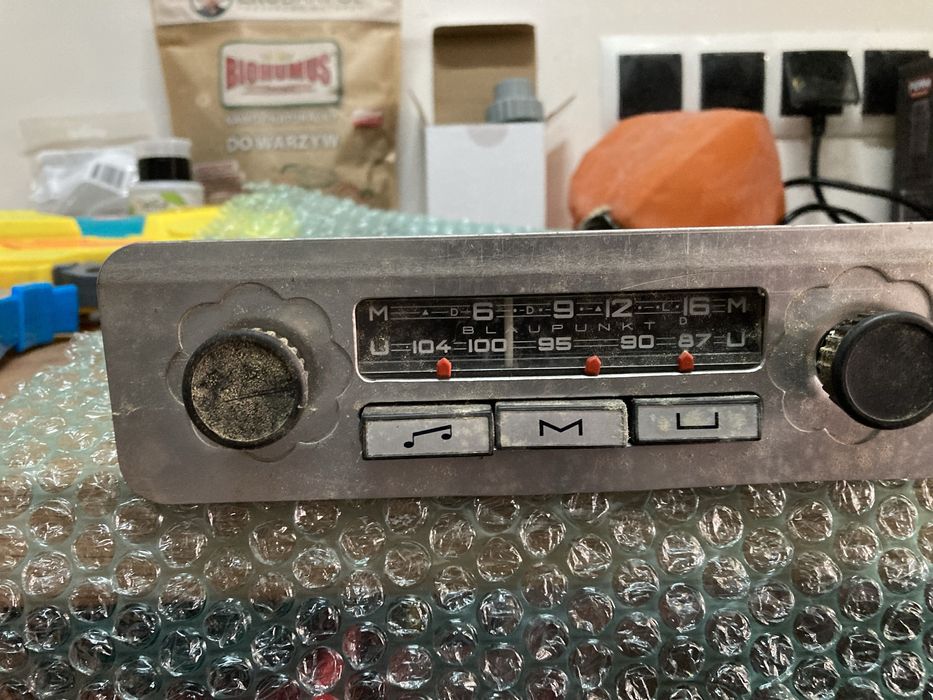 BIOHUMUS
DO WARZYW
M 6 D 9 12 L 16 M
BLAUPUNKT D
U 104 100 95 90 87 U
M U